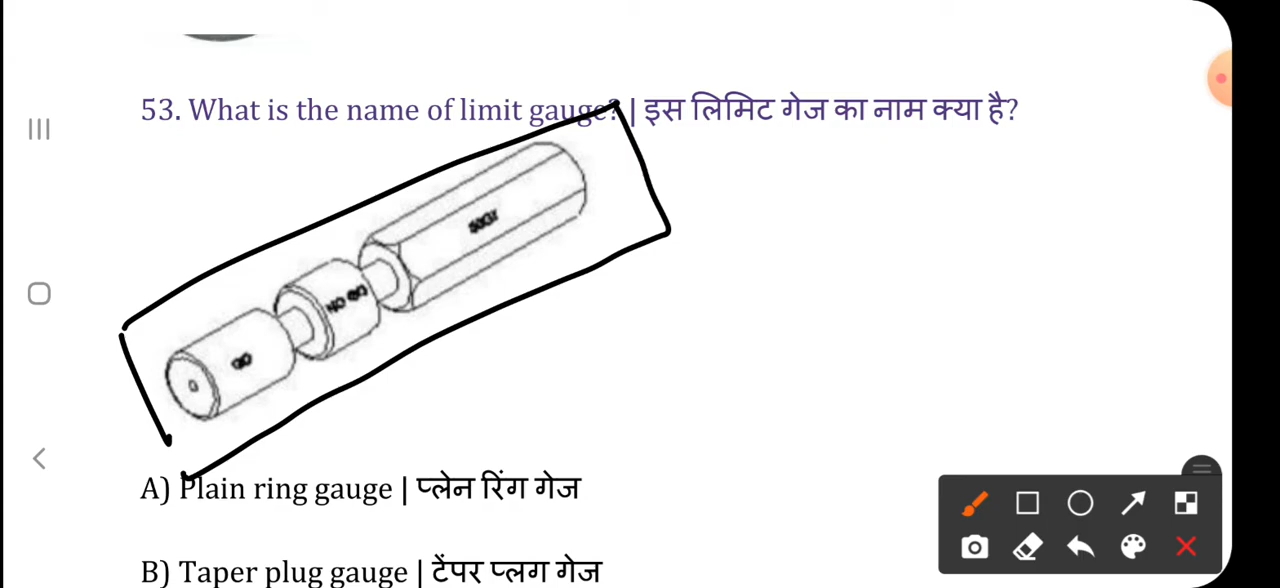 53. What is the name of limit gauge? | इस लिमिट गेज का नाम क्या है?
NO GO
GO
A) Plain ring gauge | प्लेन रिंग गेज
B) Taper plug gauge | टेंपर प्लग गेज